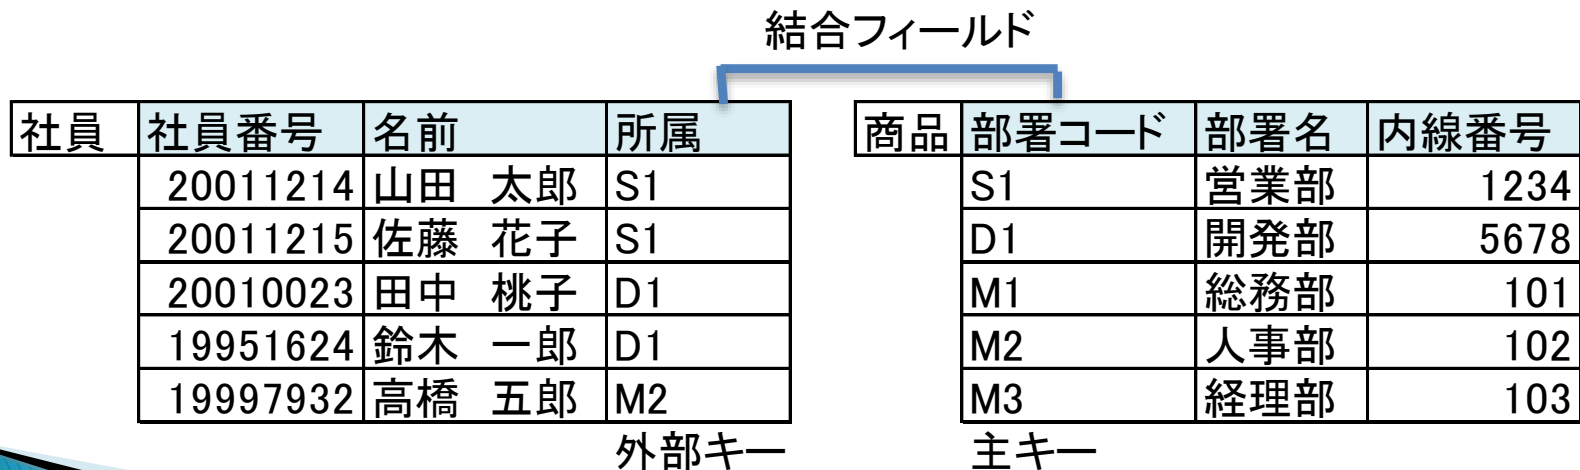 結合フィールド
社員 社員番号 名前 所属 商品 部署コード 部署名 内線番号
20011214 山田 太郎 S1 S1 営業部 1234
20011215 佐藤 花子 S1 D1 開発部 5678
20010023 田中 桃子 D1 M1 総務部 101
19951624 鈴木 一郎 D1 M2 人事部 102
19997932 高橋 五郎 M2 M3 経理部 103
外部キー 主キー